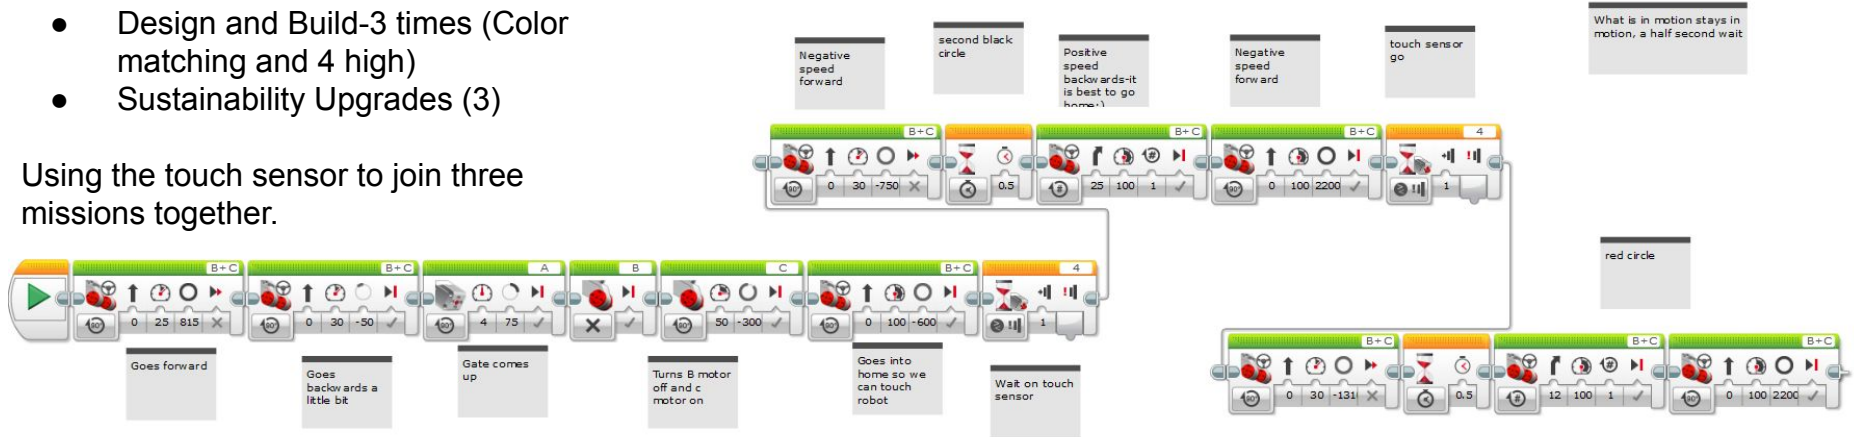 ● Design and Build-3 times (Color
matching and 4 high)
● Sustainability Upgrades (3)
Using the touch sensor to join three
missions together.
Negative
speed
forward
second black
circle
Positive
speed
backwards-it
is best to go
home:)
Negative
speed
forward
touch sensor
go
What is in motion stays in
motion, a half second wait
B+C
B+C
B+C
4
0 30 -750
0.5
25 100 1
0 100 2200
1
B+C
B+C
A
B
C
B+C
4
0 25 815
0 30 -50
4 75
50 -300
0 100 -600
1
Goes forward
Goes
backwards a
little bit
Gate comes
up
Turns B motor
off and c
motor on
Goes into
home so we
can touch
robot
Wait on touch
sensor
red circle
B+C
B+C
B+C
0 30 -131
0.5
12 100 1
0 100 2200